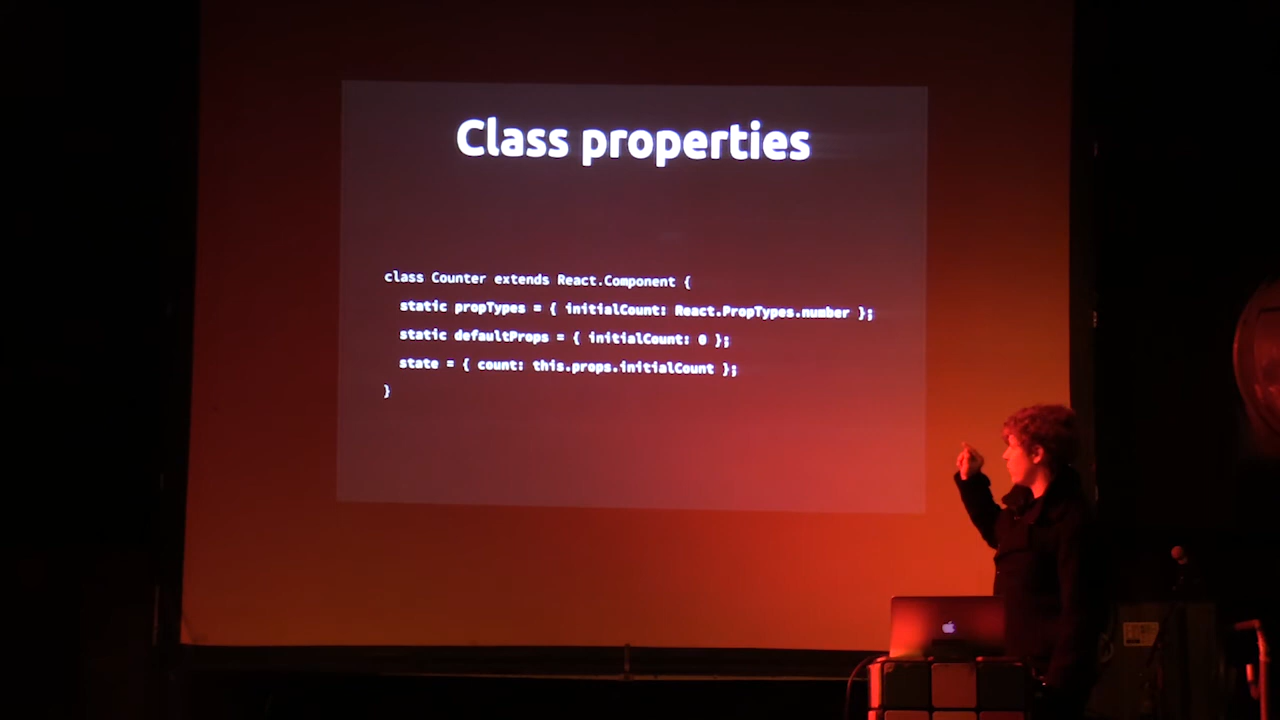 Class properties
class Counter extends React.Component {
static propTypes = { initialCount: React.PropTypes.number };
static defaultProps = { initialCount: 0 };
state = { count: this.props.initialCount };
}